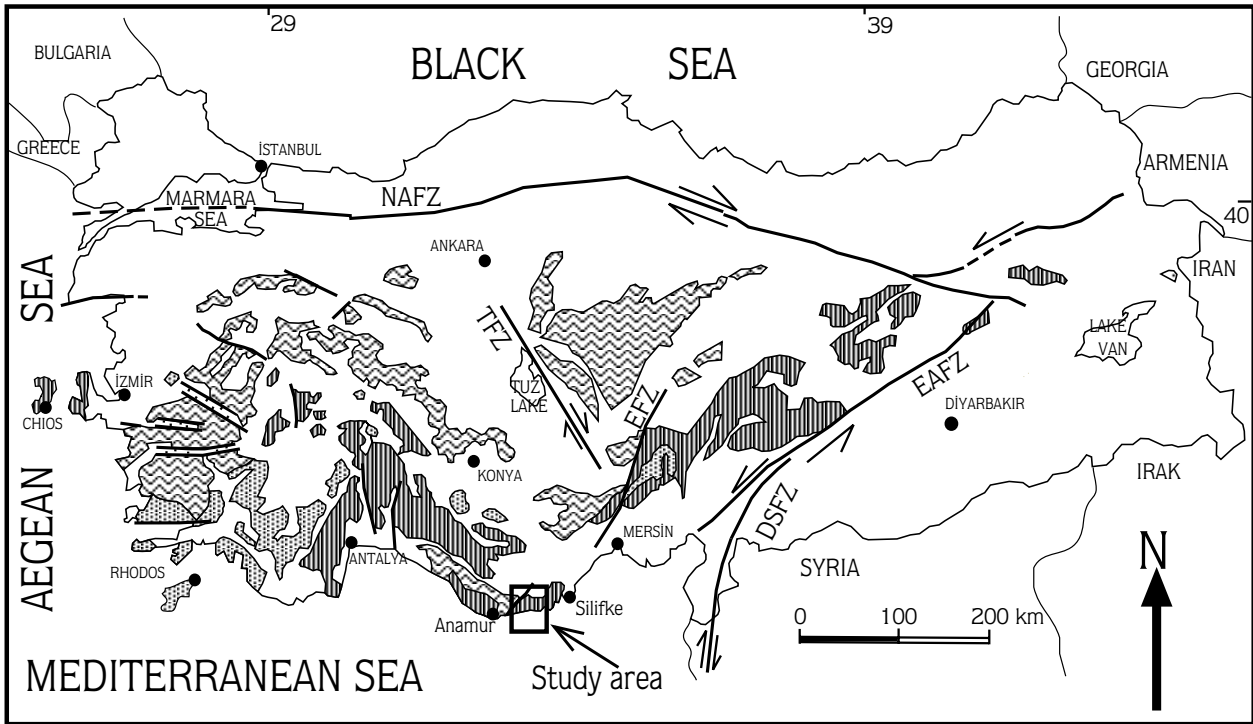 29
39
BULGARIA
BLACK SEA
GEORGIA
GREECE
İSTANBUL
ARMENIA
MARMARA
SEA
NAFZ
40
ANKARA
IRAN
AEGEAN SEA
TFZ
LAKE
VAN
TUZ
LAKE
EFZ
EAFZ
İZMİR
CHIOS
DİYARBAKIR
KONYA
IRAK
DSFZ
MERSİN
ANTALYA
RHODOS
SYRIA
N
Silifke
Anamur
0 100 200 km
Study area
MEDITERRANEAN SEA